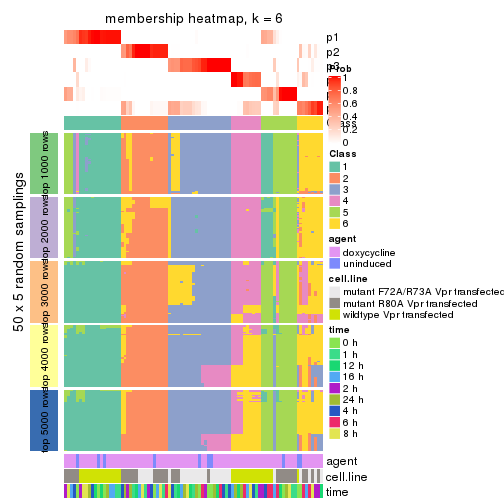 membership heatmap, k = 6
p1
p2
Prob
1
0.8
0.6
0.4
0.2
0
Class
1
2
3
4
5
6
agent
doxycycline
uninduced
cell.line
mutant F72A/R73A Vpr transfected
mutant R80A Vpr transfected
wildtype Vpr transfected
time
0 h
1 h
12 h
16 h
2 h
24 h
4 h
6 h
8 h
50 x 5 random samplings
top 1000 rows
top 2000 rows
top 3000 rows
top 4000 rows
top 5000 rows
agent
cell.line
time